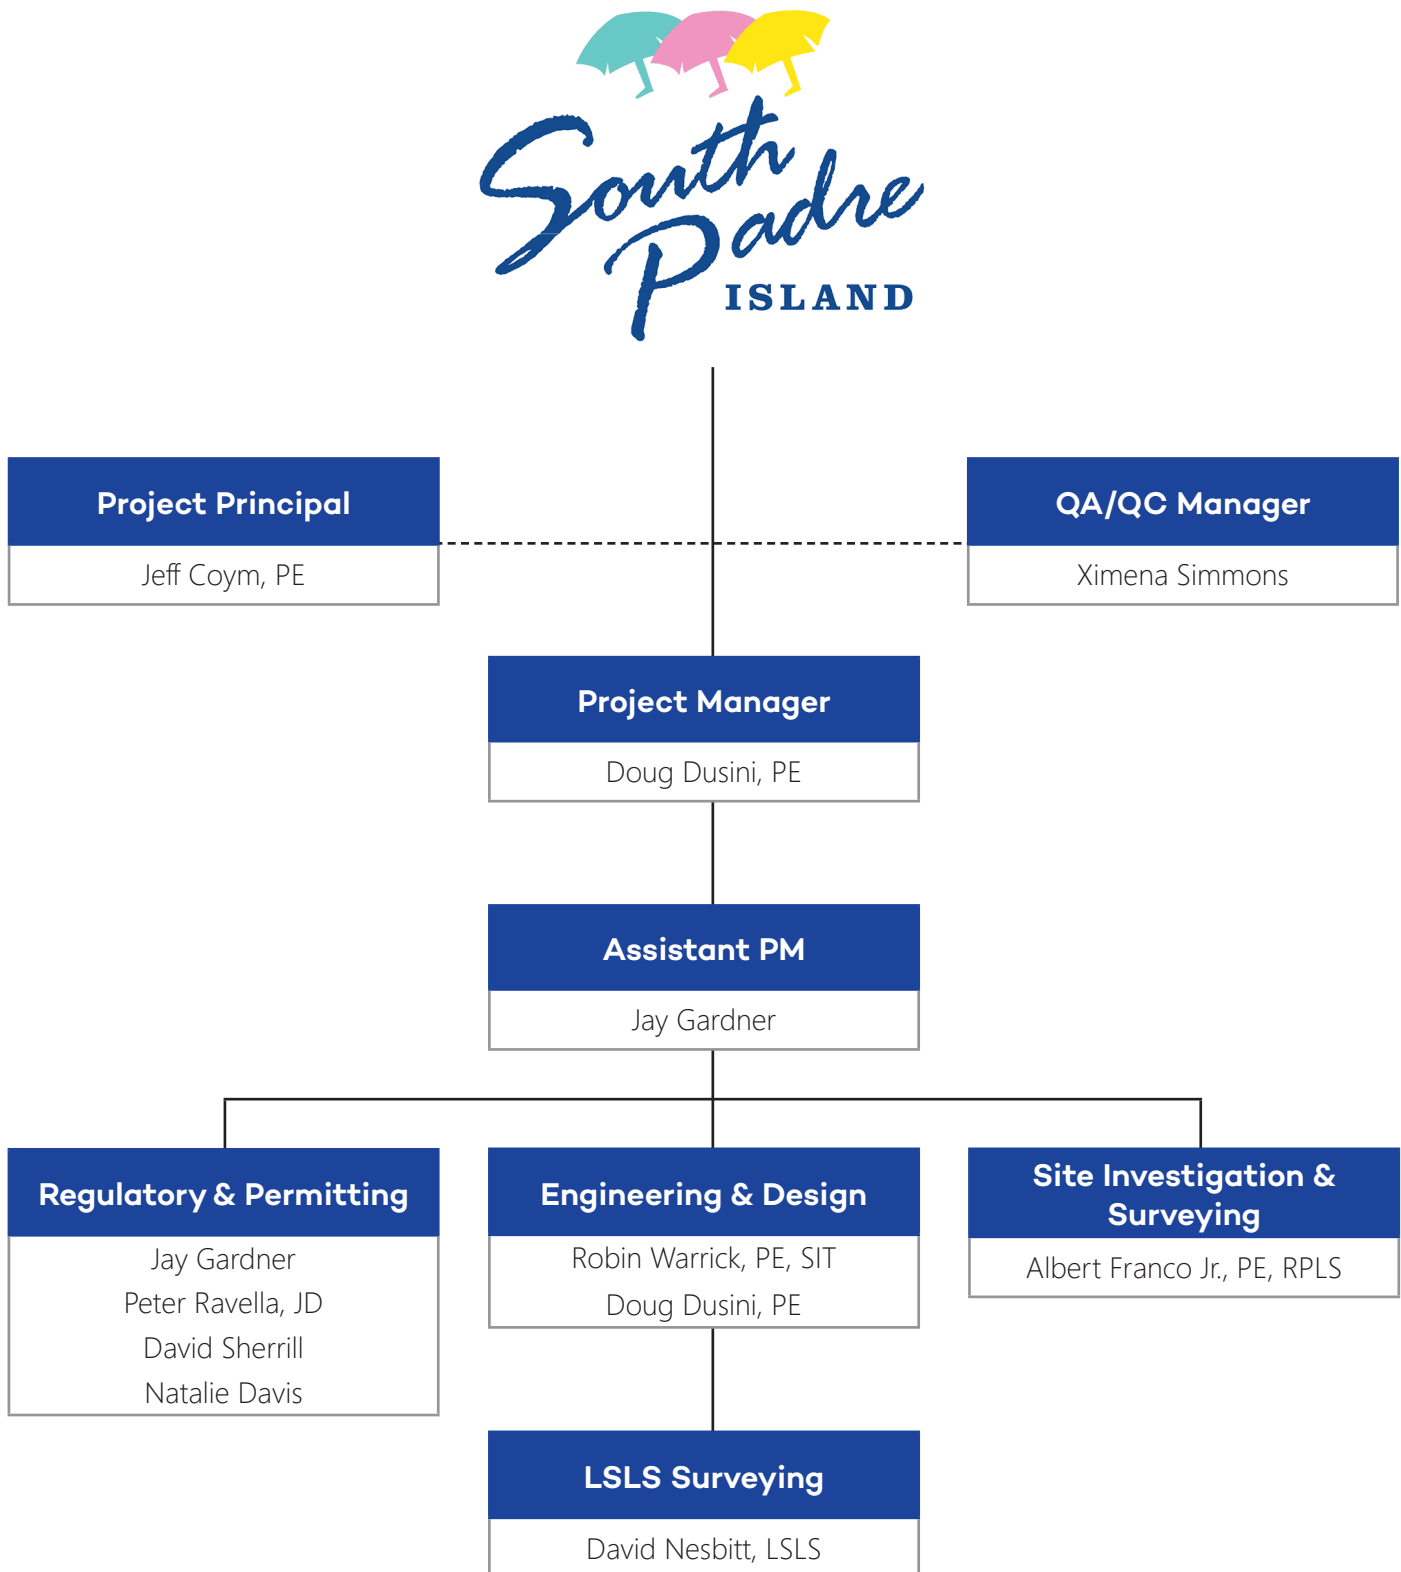 South
Padre
ISLAND
Project Principal
Jeff Coym, PE
QA/QC Manager
Ximena Simmons
Project Manager
Doug Dusini, PE
Assistant PM
Jay Gardner
Regulatory & Permitting
Jay Gardner
Peter Ravella, JD
David Sherrill
Natalie Davis
Engineering & Design
Robin Warrick, PE, SIT
Doug Dusini, PE
Site Investigation &
Surveying
Albert Franco Jr., PE, RPLS
LSLS Surveying
David Nesbitt, LSLS